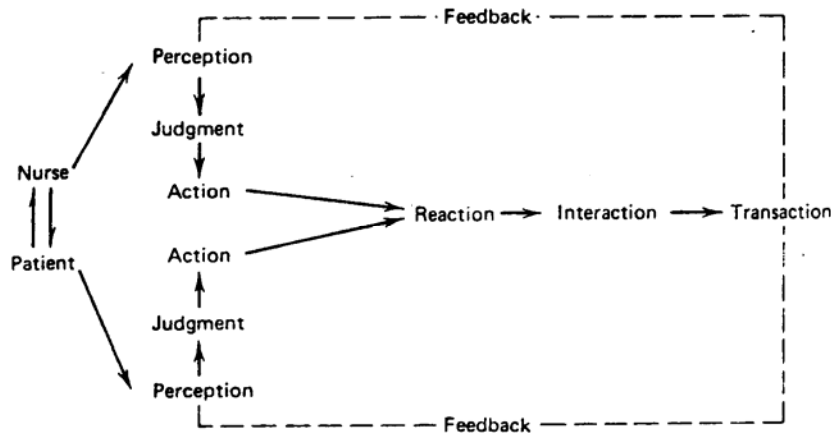 Feedback
Perception
Judgment
Nurse
Action
Reaction Interaction Transaction
Patient
Action
Judgment
Perception
Feedback